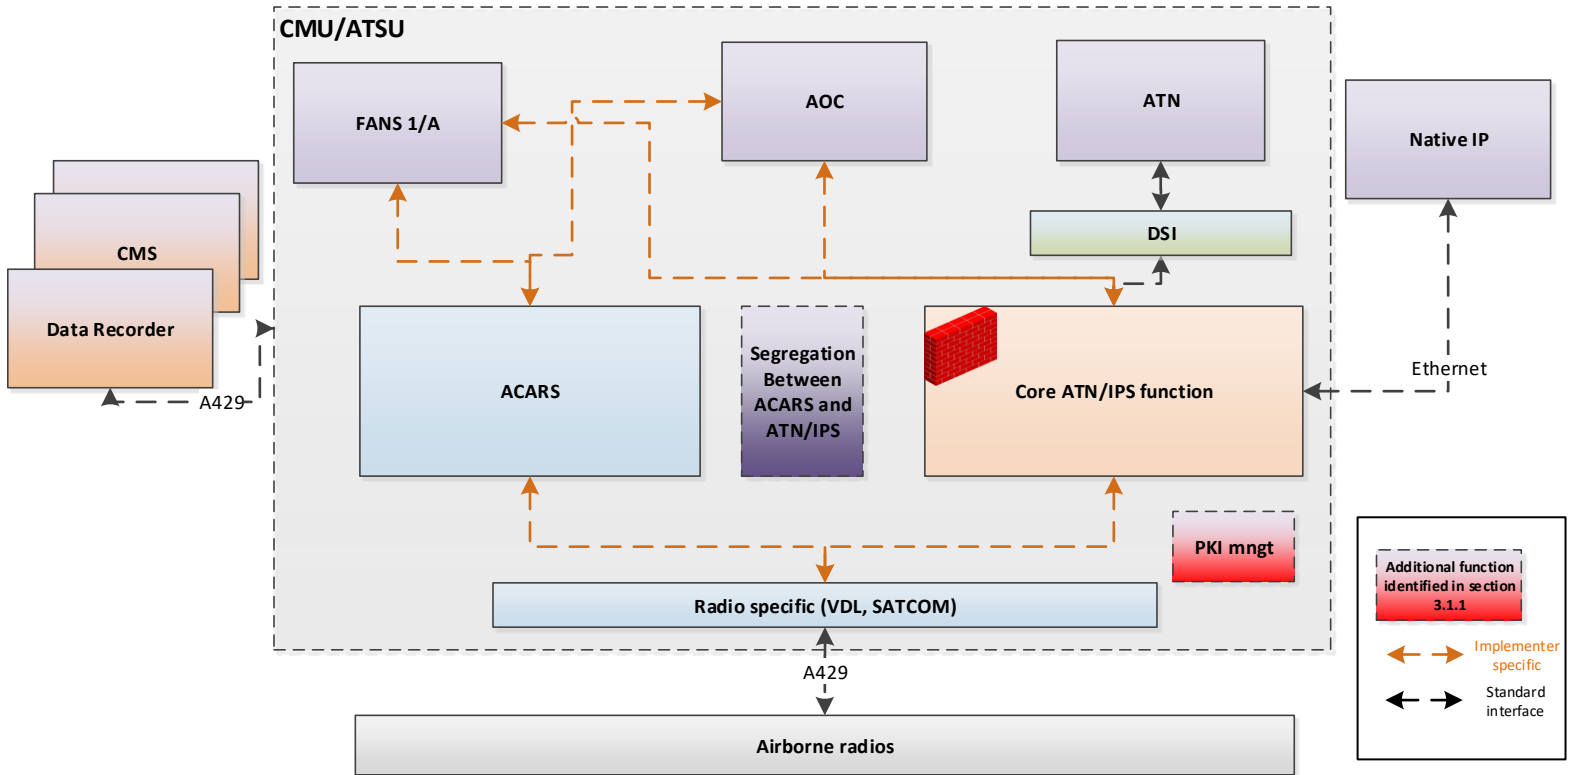 CMU/ATSU
FANS 1/A
AOC
ATN
Native IP
DSI
CMS
Data Recorder
A429
ACARS
Segregation
Between
ACARS and
ATN/IPS
Core ATN/IPS function
Ethernet
PKI mngt
Radio specific (VDL, SATCOM)
A429
Airborne radios
Additional function
identified in section
3.1.1
Implementer
specific
Standard
interface